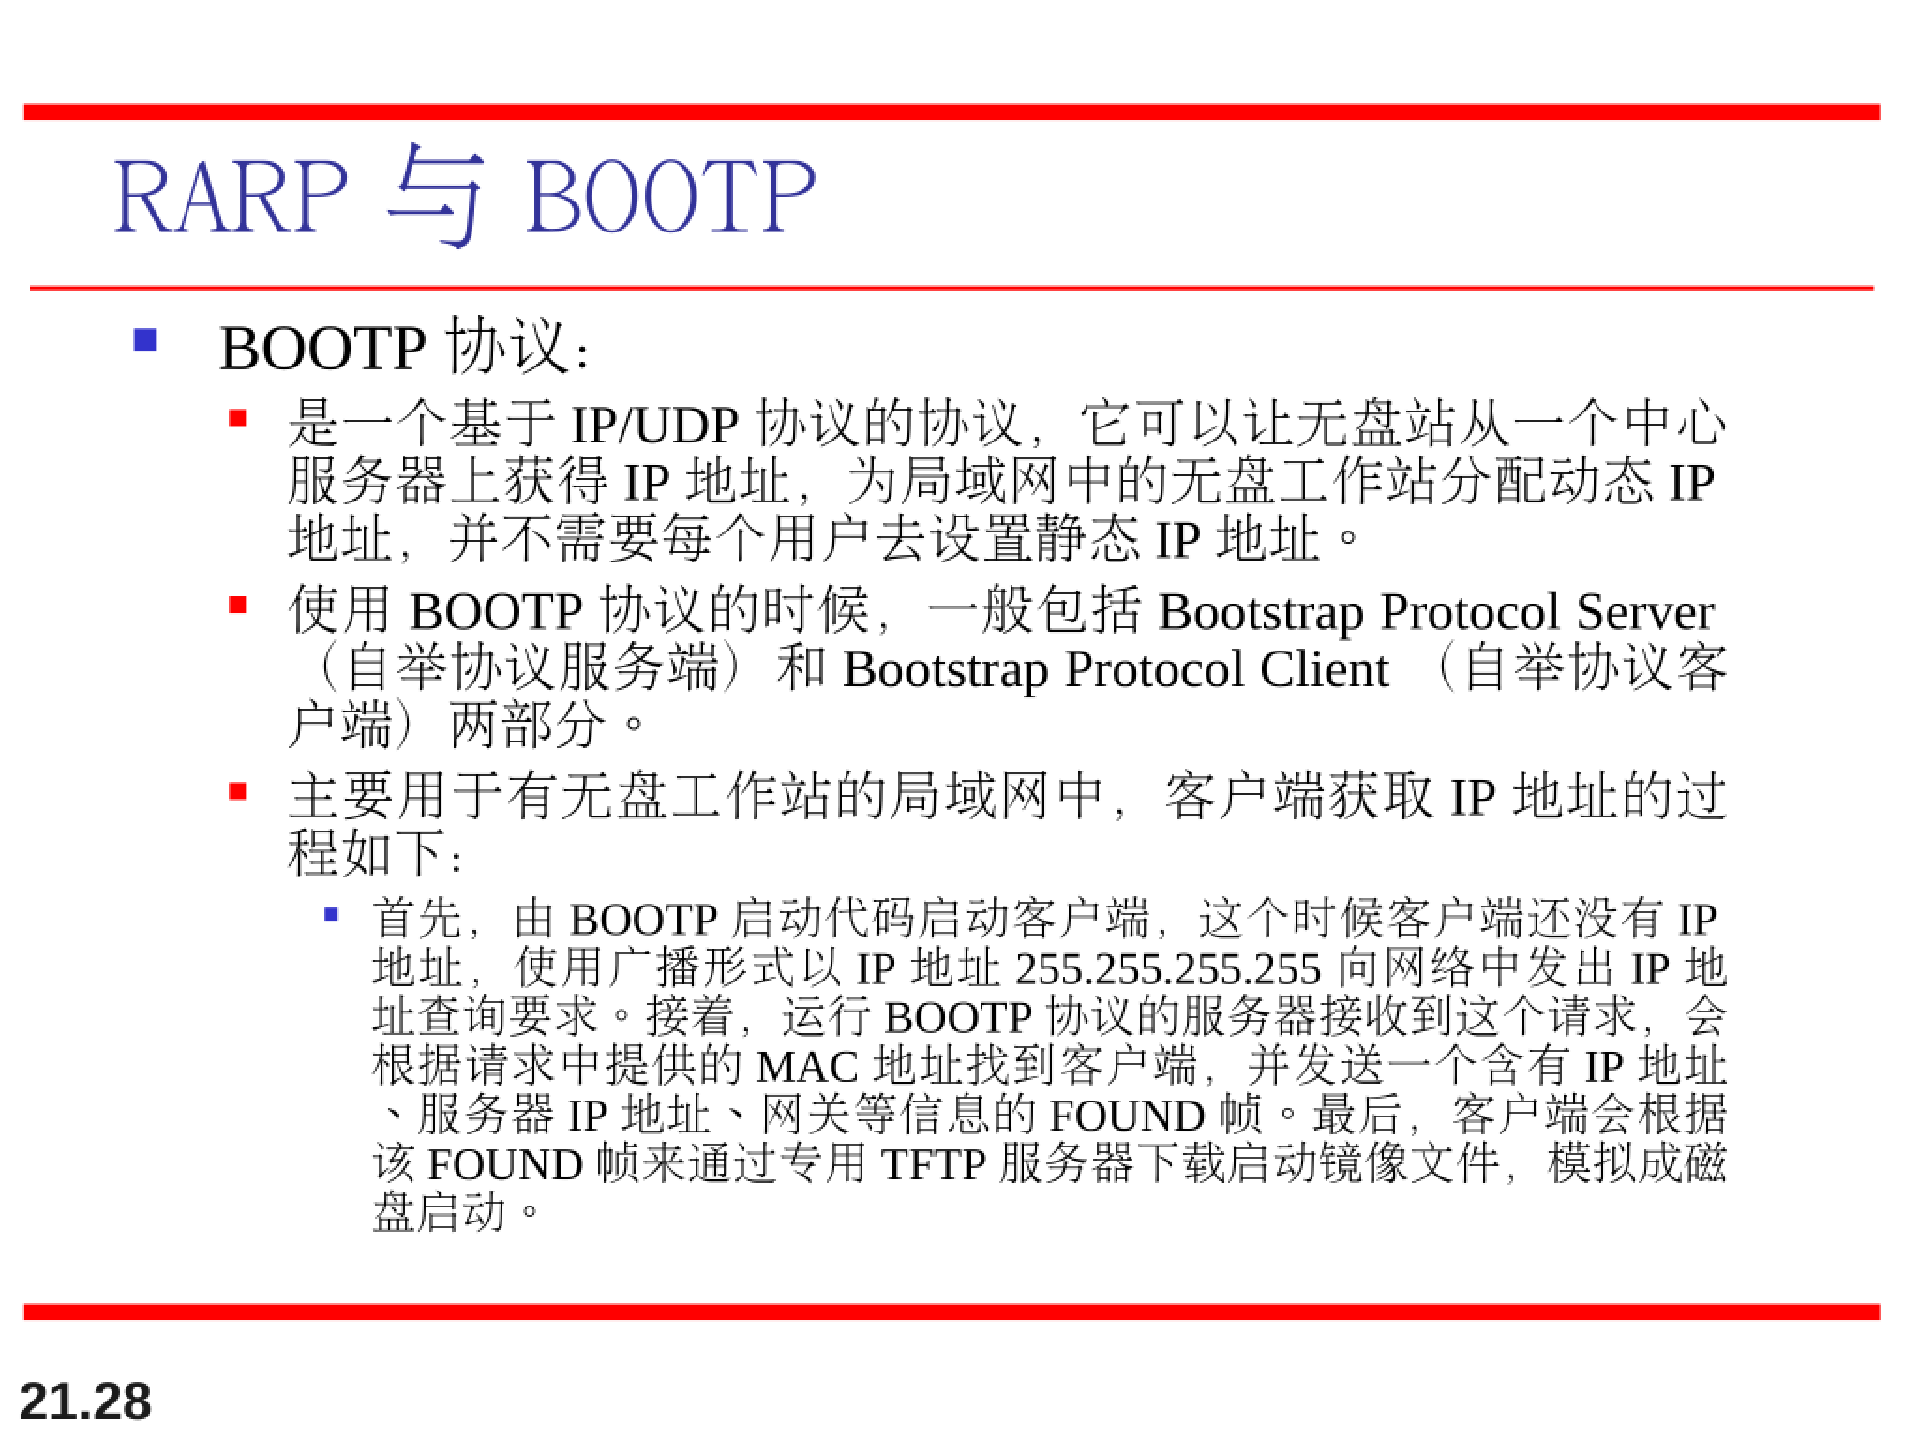 RARP 与 BOOTP
BOOTP 协议：
是一个基于 IP/UDP 协议的协议，它可以让无盘站从一个中心
服务器上获得 IP 地址，为局域网中的无盘工作站分配动态 IP
地址，并不需要每个用户去设置静态 IP 地址。
使用 BOOTP 协议的时候，一般包括 Bootstrap Protocol Server
（自举协议服务端）和 Bootstrap Protocol Client （自举协议客
户端）两部分。
主要用于有无盘工作站的局域网中，客户端获取 IP 地址的过
程如下：
首先，由 BOOTP 启动代码启动客户端，这个时候客户端还没有 IP
地址，使用广播形式以 IP 地址 255.255.255.255 向网络中发出 IP 地
址查询要求。接着，运行 BOOTP 协议的服务器接收到这个请求，会
根据请求中提供的 MAC 地址找到客户端，并发送一个含有 IP 地址
、服务器 IP 地址、网关等信息的 FOUND 帧。最后，客户端会根据
该 FOUND 帧来通过专用 TFTP 服务器下载启动镜像文件，模拟成磁
盘启动。
21.28